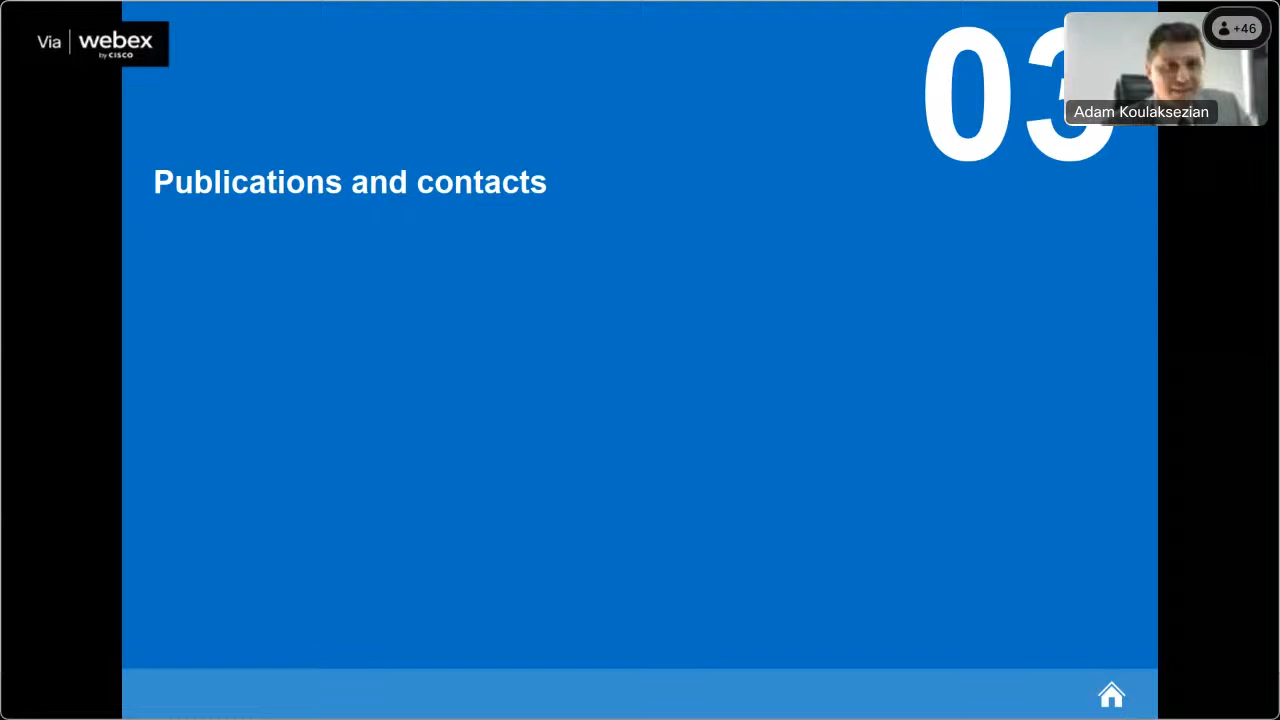 Via | webex
by CISCO
03
+46
Adam Koulaksezian
Publications and contacts